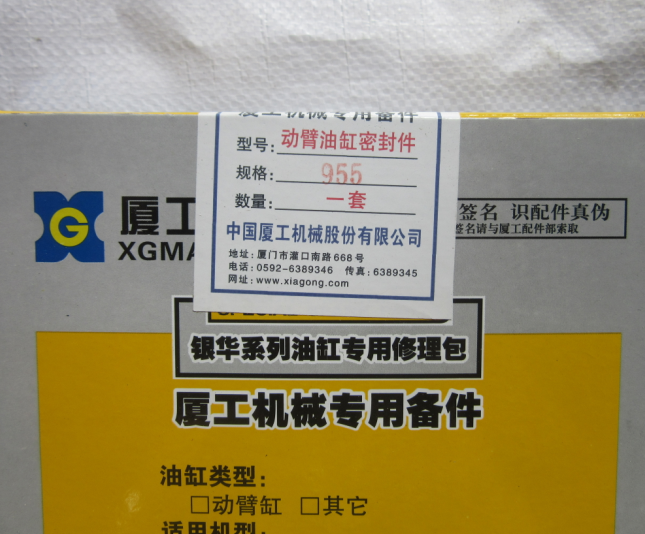 厦工机械专用备件
型号：动臂油缸密封件
规格：955
数量：一套
中国厦工机械股份有限公司
地址：厦门市灌口南路668号
电话：0592-6389346 传真：6389345
网址：www.xiagong.com
G
厦工
XGMA
签名 识配件真伪
签名请与厦工配件部索取
银华系列油缸专用修理包
厦工机械专用备件
油缸类型：
□动臂缸 □其它
适用机型：